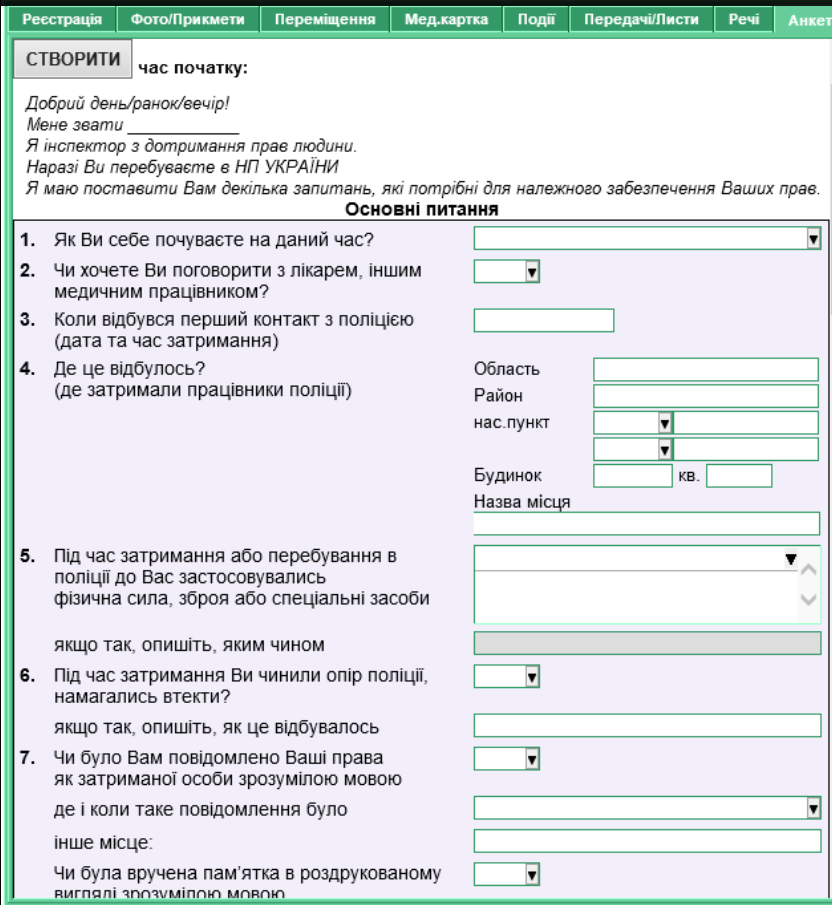 Реєстрація Фото/Прикмети Переміщення Мед.картка Події Передачі/Листи Речі Анкет
СТВОРИТИ час початку:
Добрий день/ранок/вечір!
Мене звати ____________
Я інспектор з дотримання прав людини.
Наразі Ви перебуваєте в НП УКРАЇНИ
Я маю поставити Вам декілька запитань, які потрібні для належного забезпечення Ваших прав.
Основні питання
1. Як Ви себе почуваєте на даний час?
2. Чи хочете Ви поговорити з лікарем, іншим
медичним працівником?
3. Коли відбувся перший контакт з поліцією
(дата та час затримання)
4. Де це відбулось?
(де затримали працівники поліції)
Область
Район
нас.пункт
Будинок кв.
Назва місця
5. Під час затримання або перебування в
поліції до Вас застосовувались
фізична сила, зброя або спеціальні засоби
якщо так, опишіть, яким чином
6. Під час затримання Ви чинили опір поліції,
намагались втекти?
якщо так, опишіть, як це відбувалось
7. Чи було Вам повідомлено Ваші права
як затриманої особи зрозумілою мовою
де і коли таке повідомлення було
інше місце:
Чи була вручена пам’ятка в роздрукованому
вигляді зрозумілою мовою